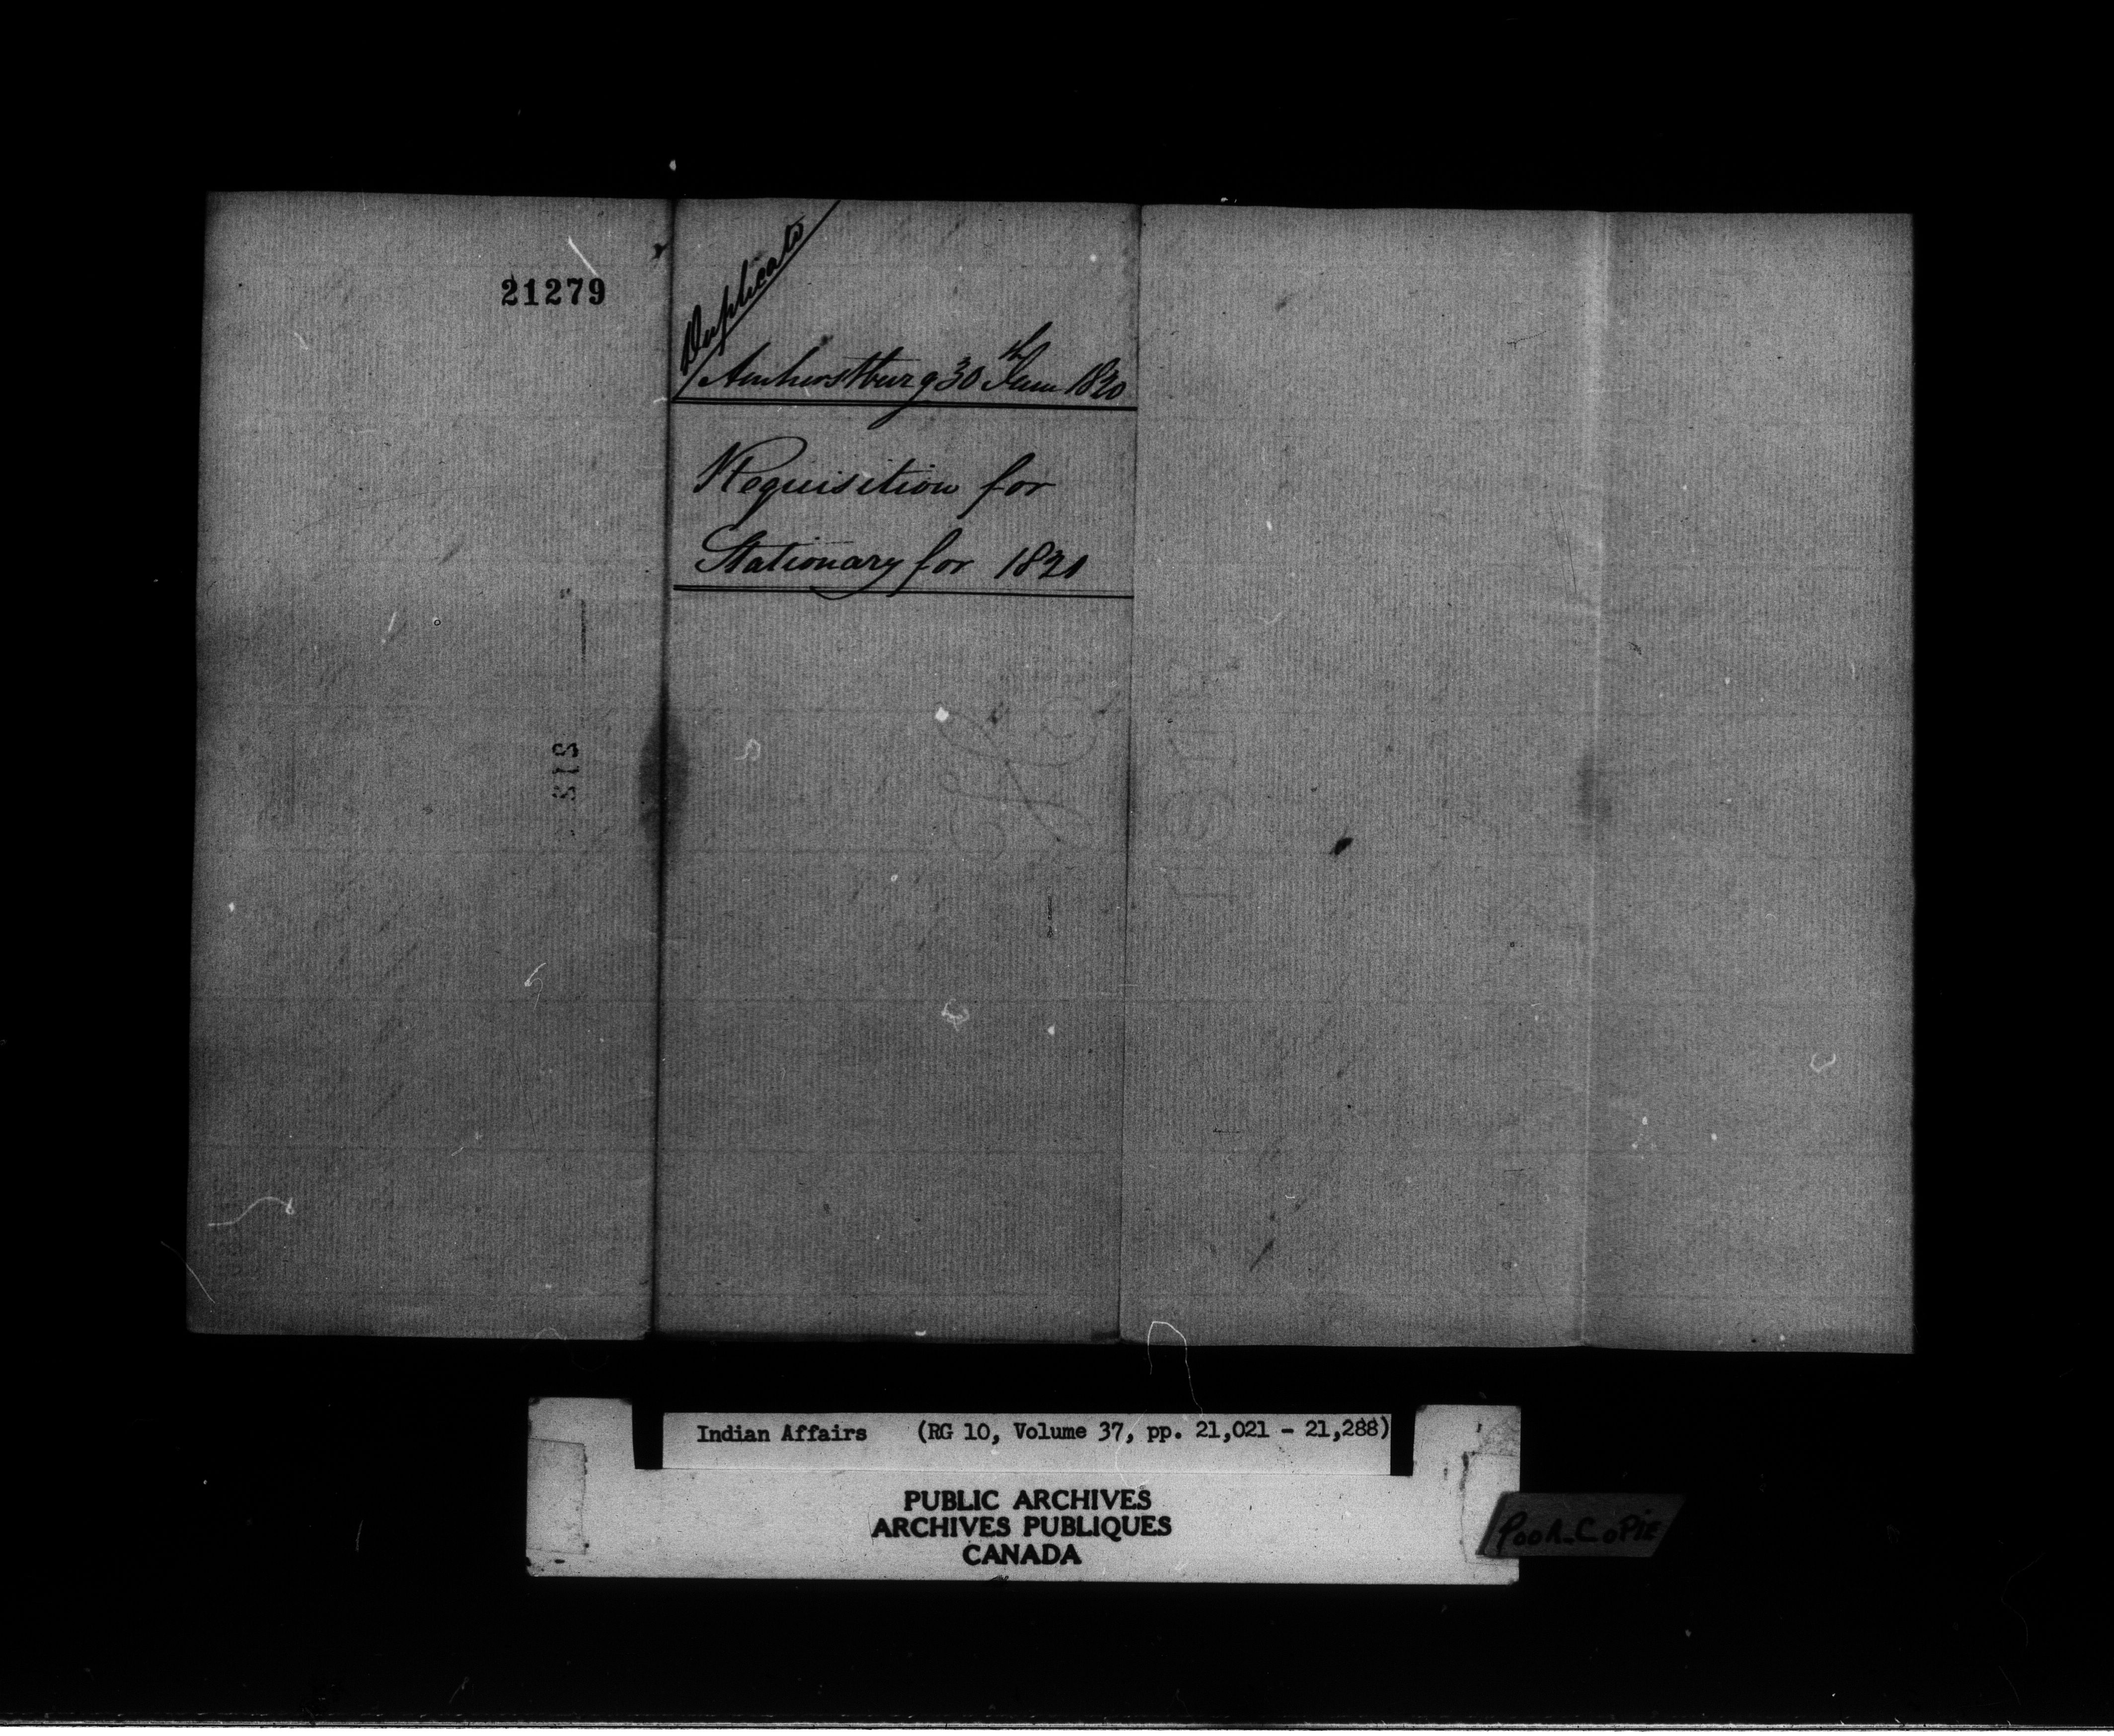 21279
Duplicate
Amherstburg 30th June 1820
Requisition for
Stationary for 1821
Indian Affairs (RG 10, Volume 37, pp. 21,021 - 21,288)
PUBLIC ARCHIVES
ARCHIVES PUBLIQUES
CANADA
POOR COPIE